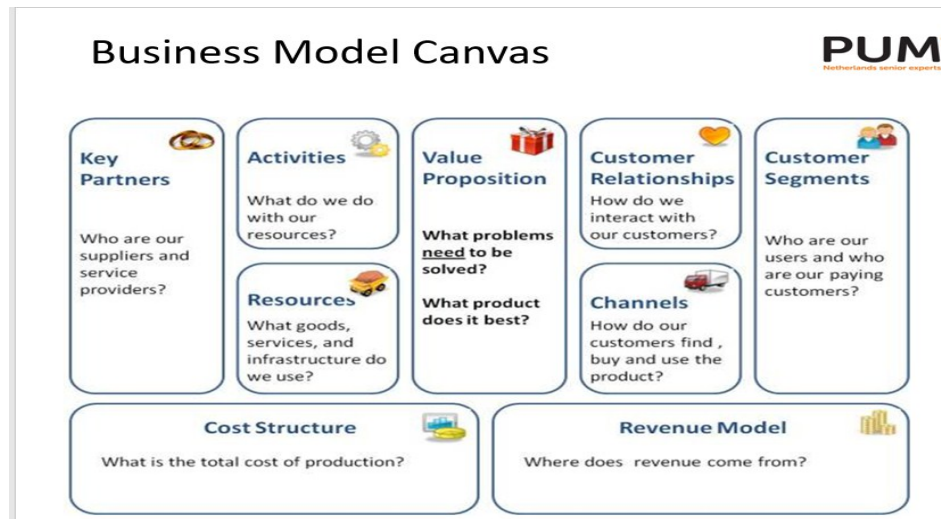 Business Model Canvas
PUM
Netherlands senior experts
Key
Partners
Who are our
suppliers and
service
providers?
Activities
What do we do
with our
resources?
Resources
What goods,
services, and
infrastructure do
we use?
Value
Proposition
What problems
need to be
solved?
What product
does it best?
Customer
Relationships
How do we
interact with
our customers?
Channels
How do our
customers find ,
buy and use the
product?
Customer
Segments
Who are our
users and who
are our paying
customers?
Cost Structure
What is the total cost of production?
Revenue Model
Where does revenue come from?